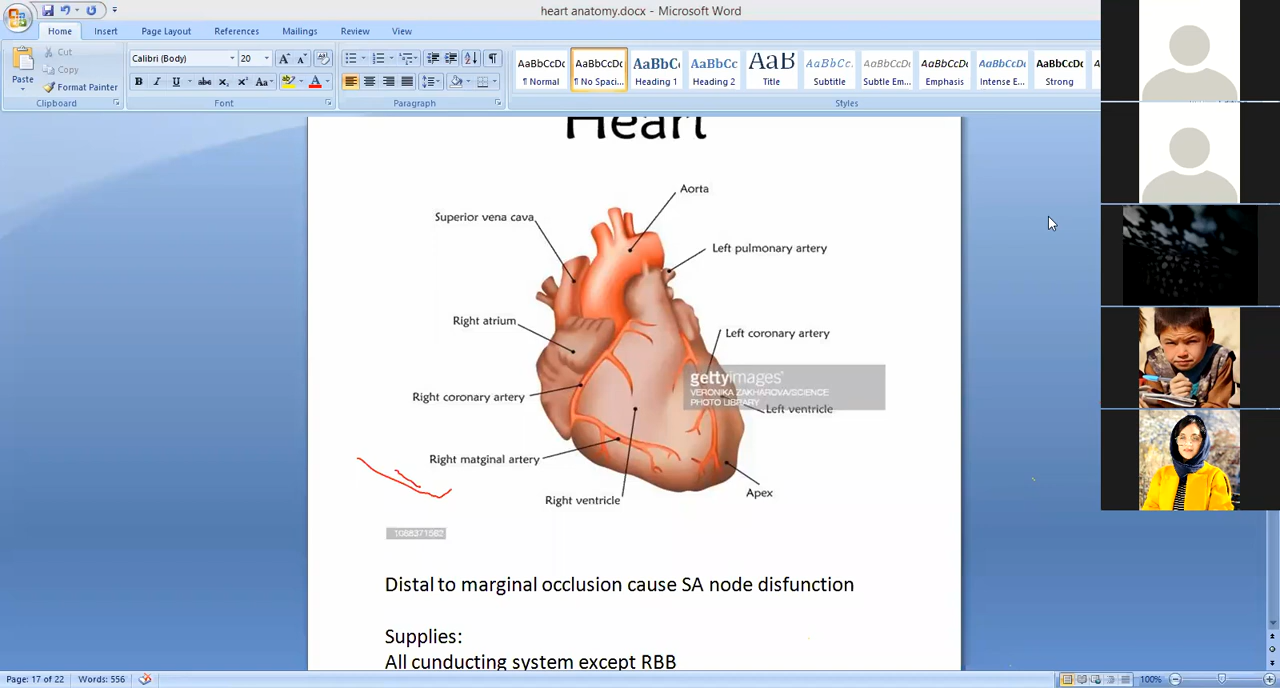 heart anatomy.docx - Microsoft Word
Home Insert Page Layout References Mailings Review View
Cut
Copy
Format Painter
Paste
Calibri (Body) 20
AaBbCcDc AaBbCcDc AaBbC AaBbCc AaB AaBbCc. AaBbCcDc AaBbCcDc AaBbCcDc
¶ Normal ¶ No Spaci... Heading 1 Heading 2 Title Subtitle Subtle Em... Emphasis Intense E... Strong
Clipboard Font Paragraph Styles
Heart
Aorta
Superior vena cava
Left pulmonary artery
Right atrium
Left coronary artery
gettyimages
VERONIKA ZAKHAROVA/SCIENCE
PHOTO LIBRARY
Right coronary artery
Left ventricle
Right matginal artery
Right ventricle
Apex
1088371562
Distal to marginal occlusion cause SA node disfunction
Supplies:
All cunducting system except RBB
Page: 17 of 22 Words: 556 100%